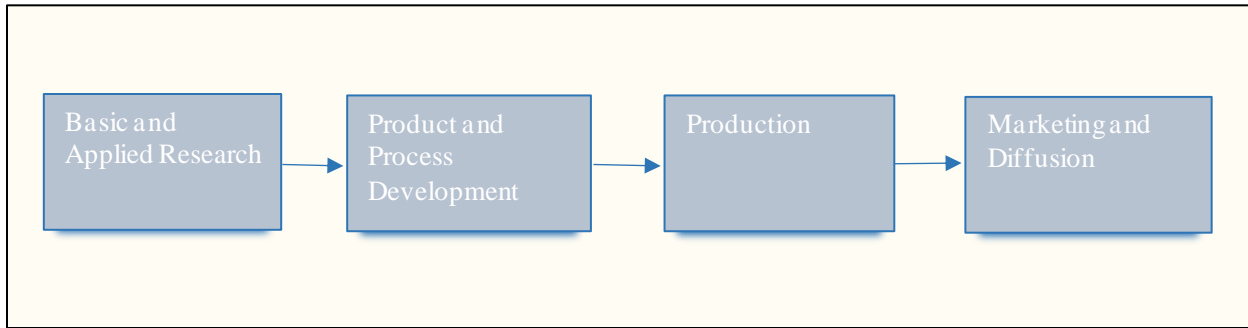 Basic and
Applied Research
Product and
Process
Development
Production
Marketing and
Diffusion